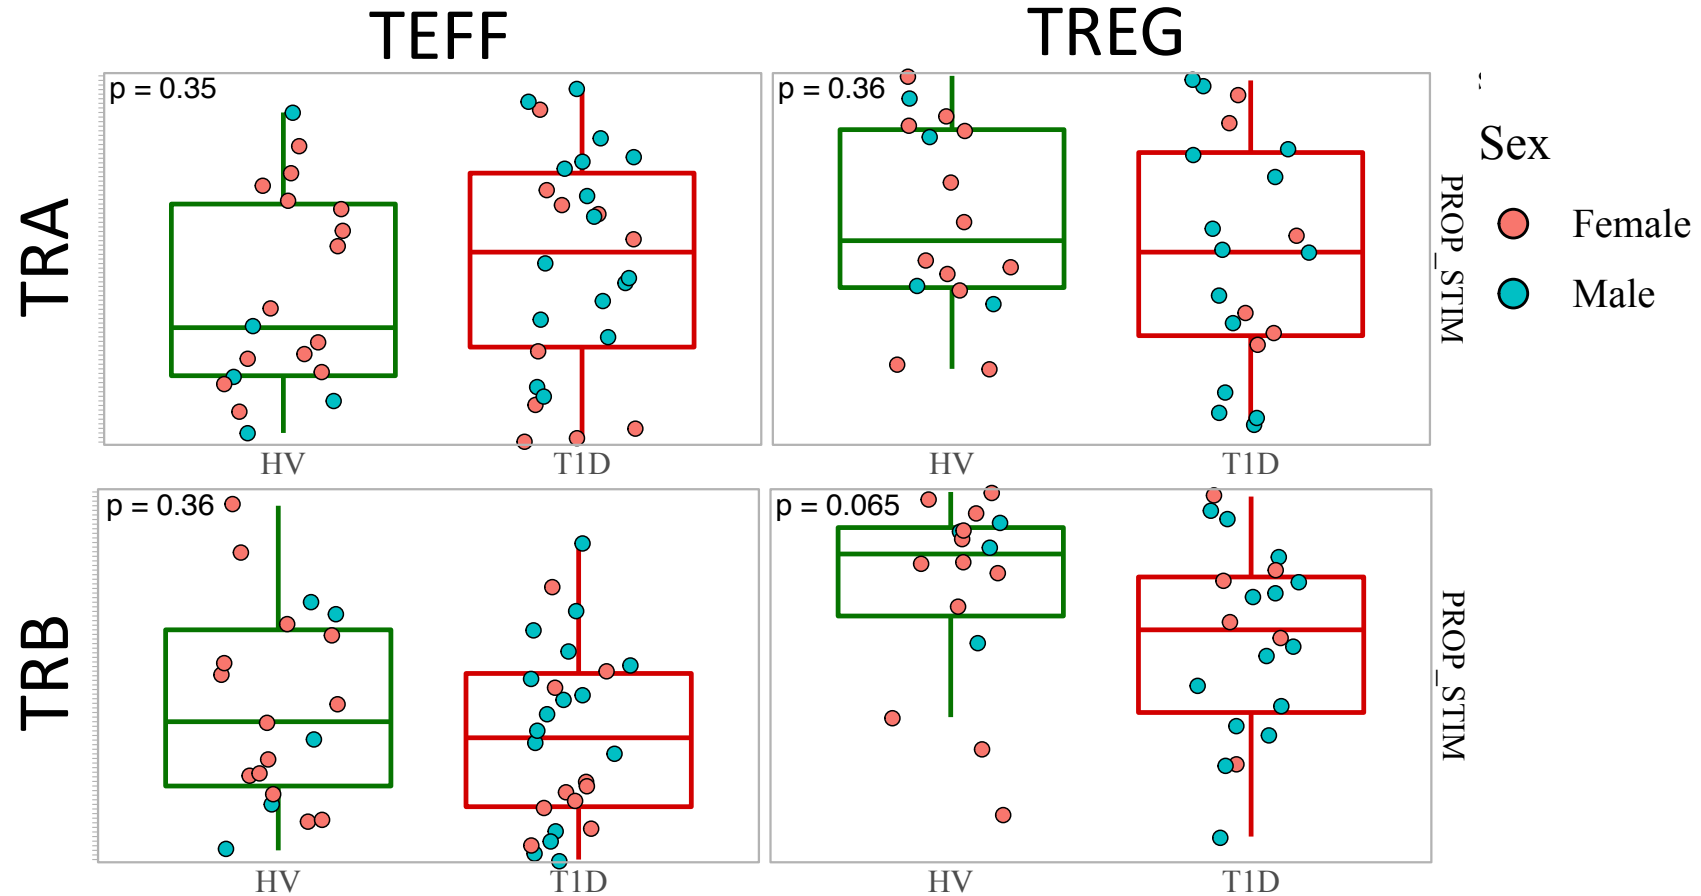 TEFF
TREG
TRA
p = 0.35
p = 0.36
PROP_STIM
HV
T1D
HV
T1D
Sex
Female
Male
TRB
p = 0.36
p = 0.065
PROP_STIM
HV
T1D
HV
T1D